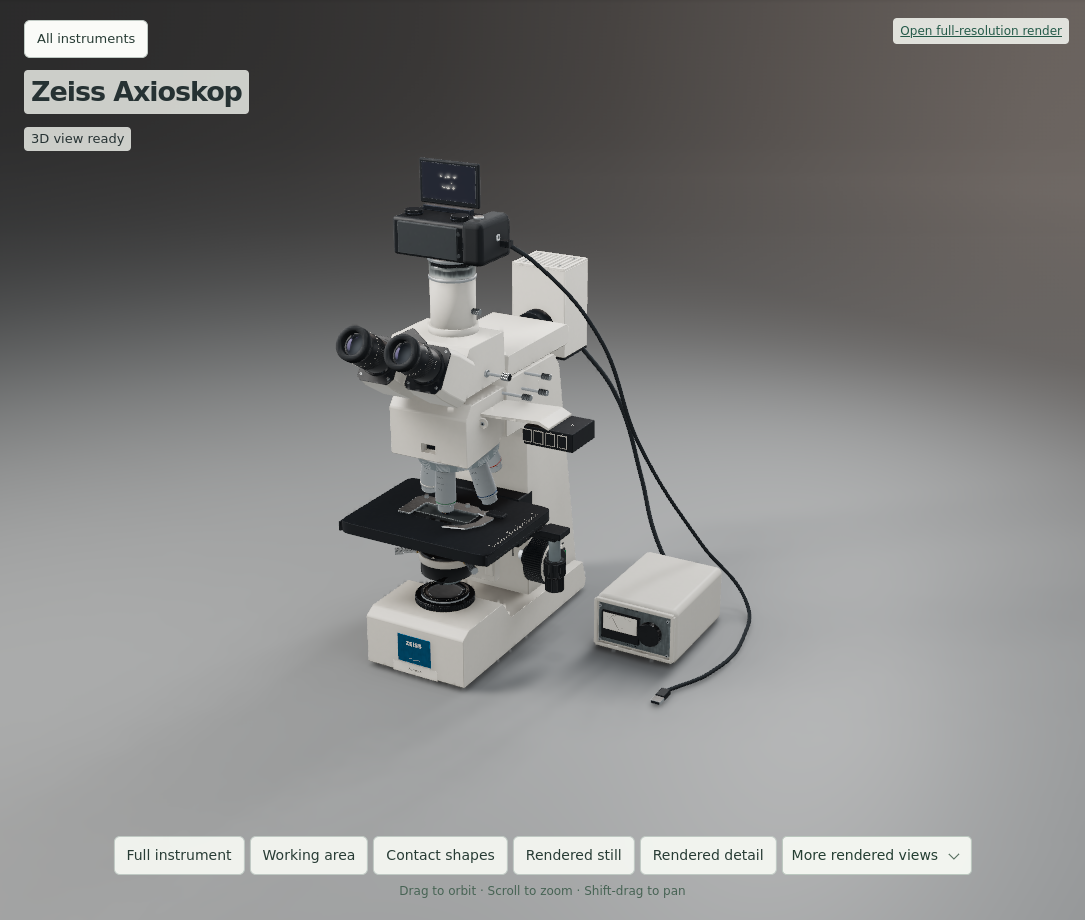 All instruments
Open full-resolution render
Zeiss Axioskop
3D view ready
ZEISS
Full instrument
Working area
Contact shapes
Rendered still
Rendered detail
More rendered views
Drag to orbit · Scroll to zoom · Shift-drag to pan